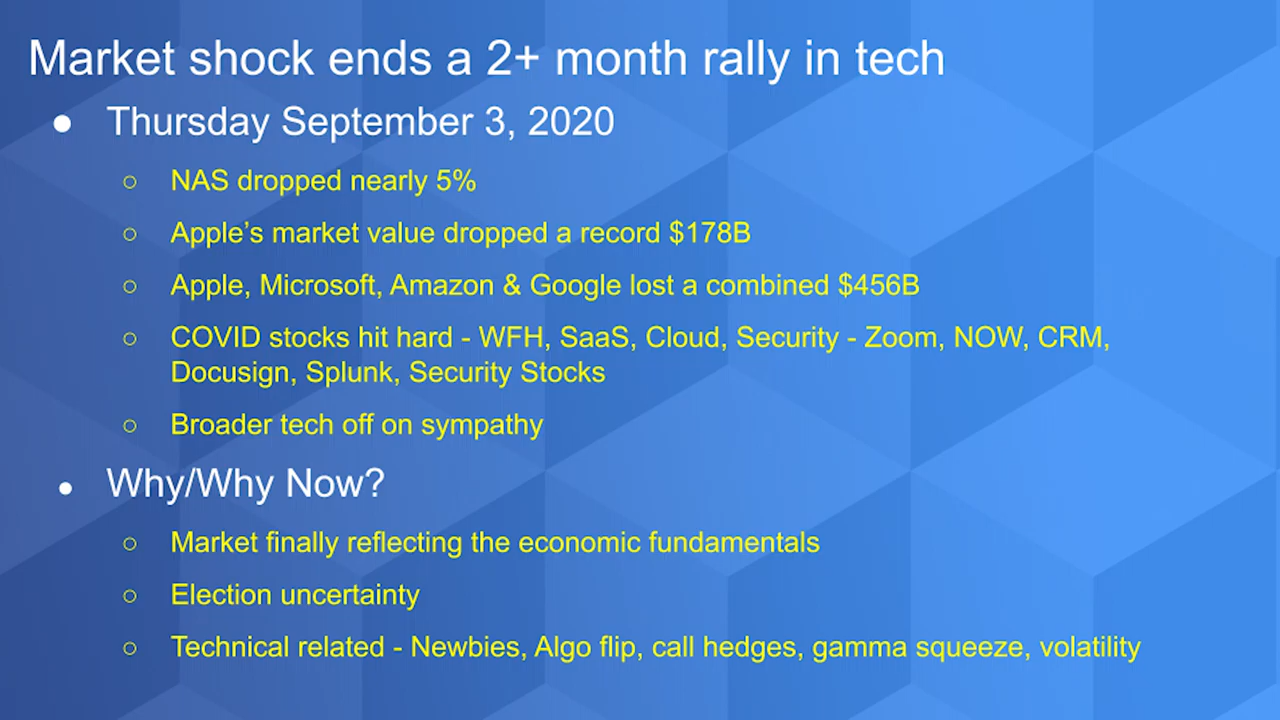 Market shock ends a 2+ month rally in tech
● Thursday September 3, 2020
○ NAS dropped nearly 5%
○ Apple’s market value dropped a record $178B
○ Apple, Microsoft, Amazon & Google lost a combined $456B
○ COVID stocks hit hard - WFH, SaaS, Cloud, Security - Zoom, NOW, CRM,
Docusign, Splunk, Security Stocks
○ Broader tech off on sympathy
● Why/Why Now?
○ Market finally reflecting the economic fundamentals
○ Election uncertainty
○ Technical related - Newbies, Algo flip, call hedges, gamma squeeze, volatility